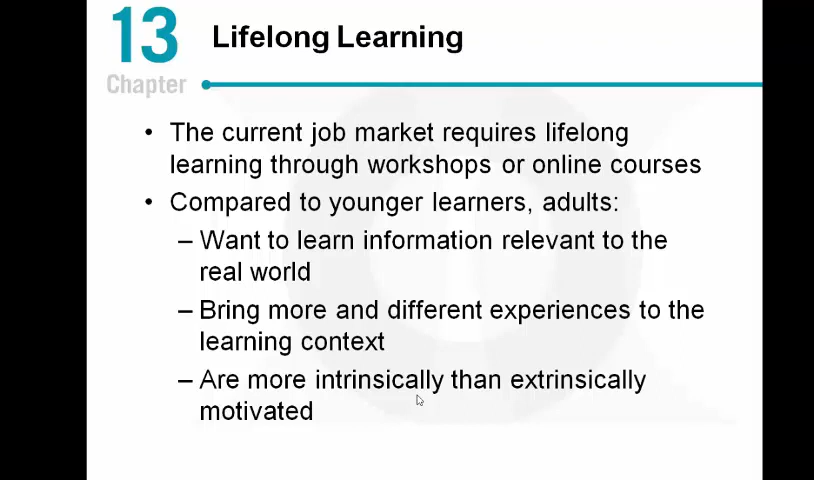 13
Chapter
Lifelong Learning
• The current job market requires lifelong
learning through workshops or online courses
• Compared to younger learners, adults:
– Want to learn information relevant to the
real world
– Bring more and different experiences to the
learning context
– Are more intrinsically than extrinsically
motivated